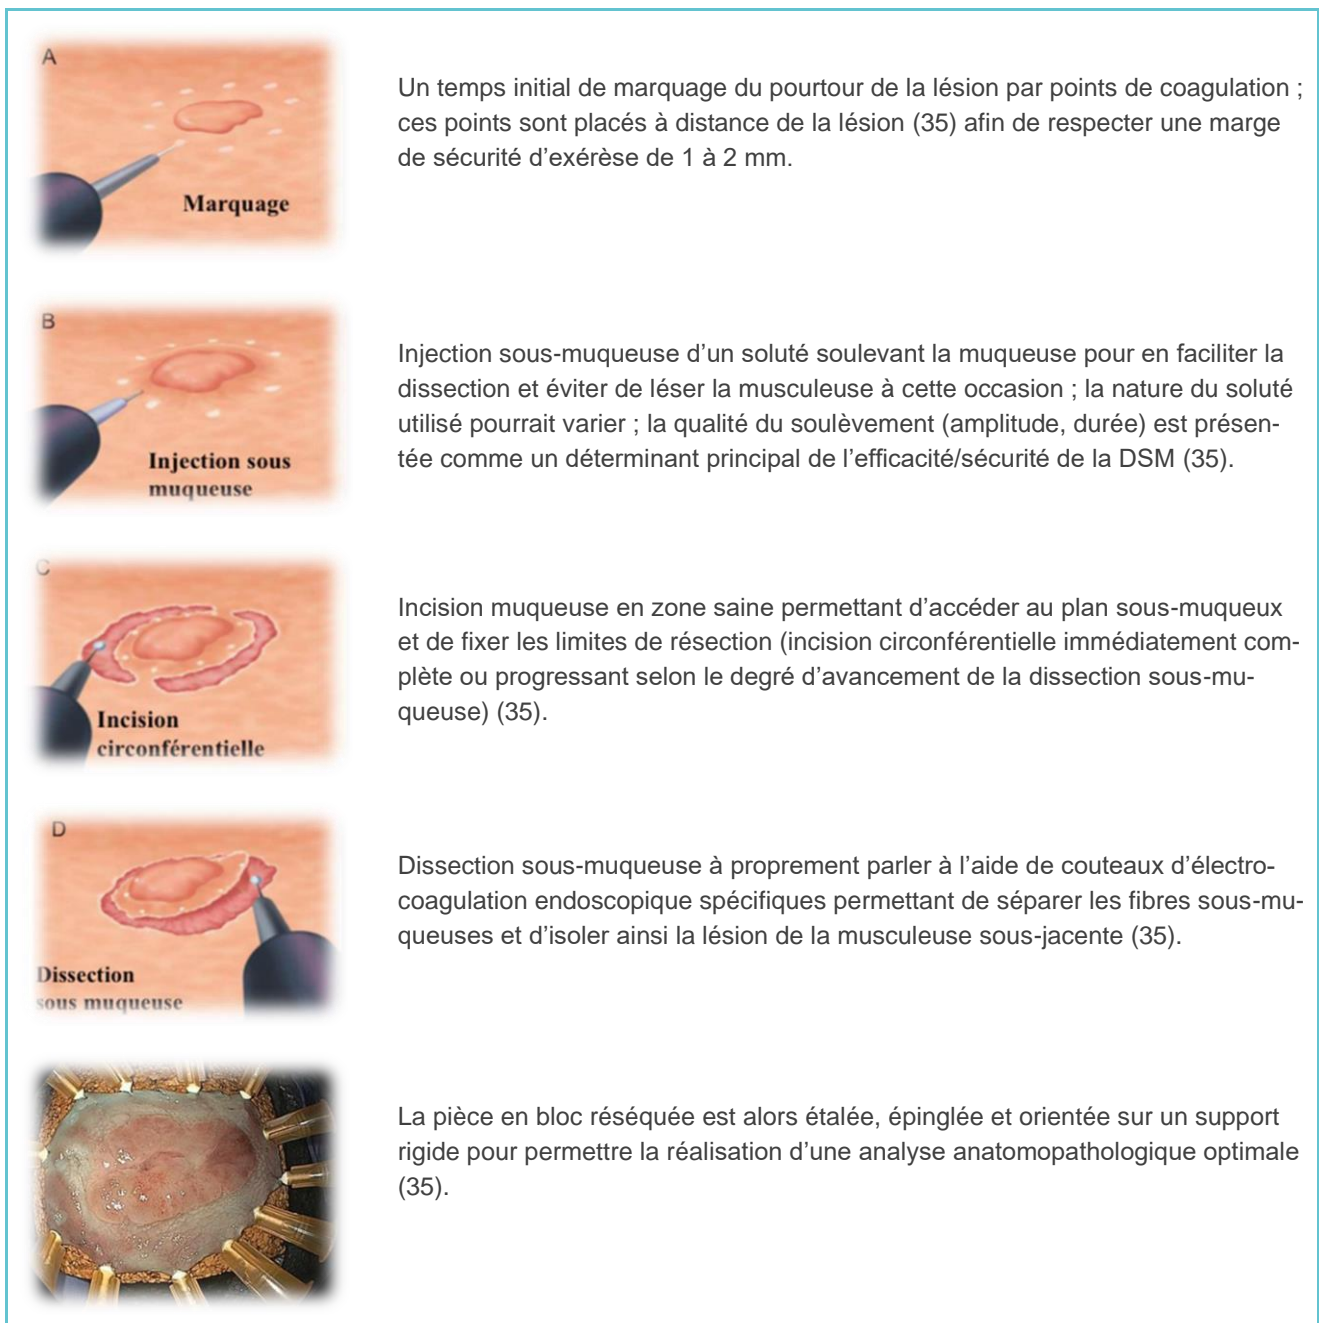 A
Marquage
Un temps initial de marquage du pourtour de la lésion par points de coagulation ;
ces points sont placés à distance de la lésion (35) afin de respecter une marge
de sécurité d’exérèse de 1 à 2 mm.
B
Injection sous
muqueuse
Injection sous-muqueuse d’un soluté soulevant la muqueuse pour en faciliter la
dissection et éviter de léser la musculeuse à cette occasion ; la nature du soluté
utilisé pourrait varier ; la qualité du soulèvement (amplitude, durée) est présen-
tée comme un déterminant principal de l’efficacité/sécurité de la DSM (35).
C
Incision
circonférentielle
Incision muqueuse en zone saine permettant d’accéder au plan sous-muqueux
et de fixer les limites de résection (incision circonférentielle immédiatement com-
plète ou progressant selon le degré d’avancement de la dissection sous-mu-
queuse) (35).
D
Dissection
sous muqueuse
Dissection sous-muqueuse à proprement parler à l’aide de couteaux d’électro-
coagulation endoscopique spécifiques permettant de séparer les fibres sous-mu-
queuses et d’isoler ainsi la lésion de la musculeuse sous-jacente (35).
La pièce en bloc réséquée est alors étalée, épinglée et orientée sur un support
rigide pour permettre la réalisation d’une analyse anatomopathologique optimale
(35).